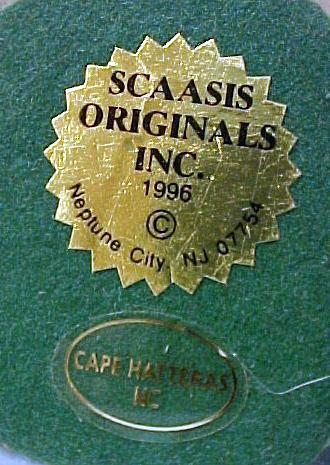 SCAASIS
ORIGINALS
INC.
1996
©
Neptune City, NJ 07754
CAPE HATTERAS
NC